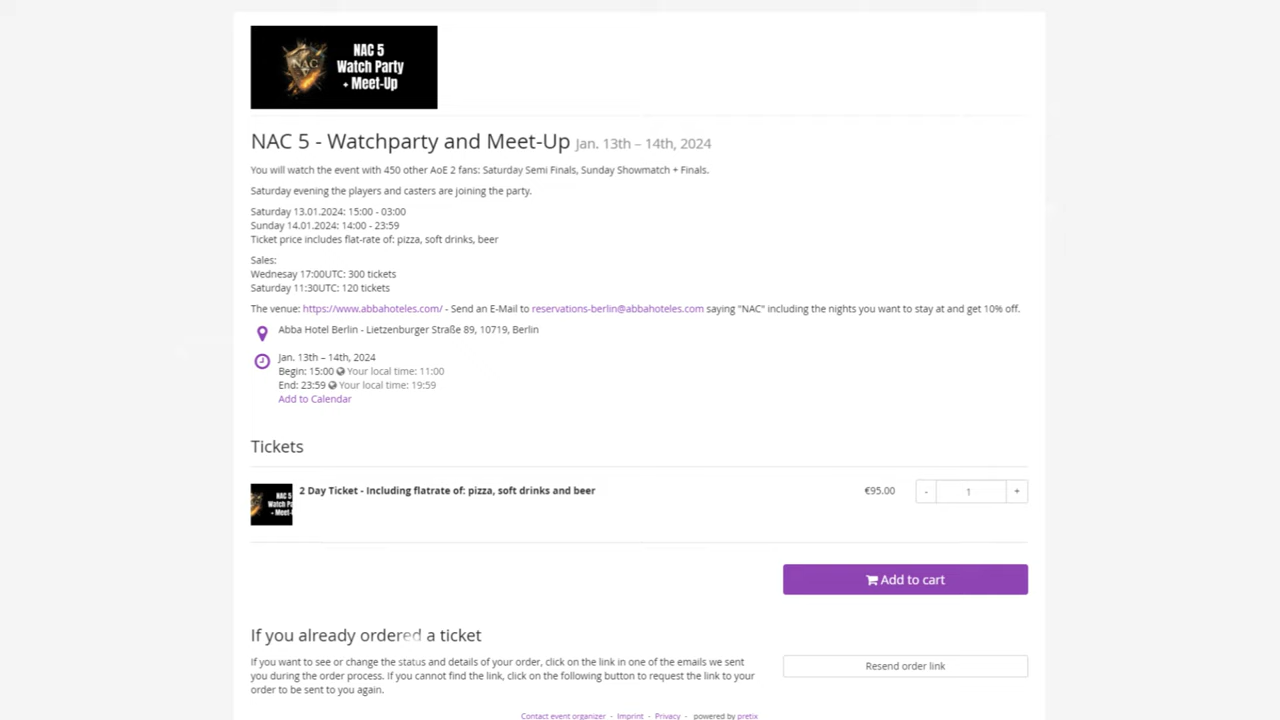 NAC 5
Watch Party
+ Meet-Up
NAC
NAC 5 - Watchparty and Meet-Up Jan. 13th – 14th, 2024
You will watch the event with 450 other AoE 2 fans: Saturday Semi Finals, Sunday Showmatch + Finals.
Saturday evening the players and casters are joining the party.
Saturday 13.01.2024: 15:00 - 03:00
Sunday 14.01.2024: 14:00 - 23:59
Ticket price includes flat-rate of: pizza, soft drinks, beer
Sales:
Wednesay 17:00UTC: 300 tickets
Saturday 11:30UTC: 120 tickets
The venue: https://www.abbahoteles.com/ - Send an E-Mail to reservations-berlin@abbahoteles.com saying "NAC" including the nights you want to stay at and get 10% off.
Abba Hotel Berlin - Lietzenburger Straße 89, 10719, Berlin
Jan. 13th – 14th, 2024
Begin: 15:00 Your local time: 11:00
End: 23:59 Your local time: 19:59
Add to Calendar
Tickets
NAC 5
Watch Pa
+ Meet-U
2 Day Ticket - Including flatrate of: pizza, soft drinks and beer €95.00 - 1 +
Add to cart
If you already ordered a ticket
If you want to see or change the status and details of your order, click on the link in one of the emails we sent
you during the order process. If you cannot find the link, click on the following button to request the link to your
order to be sent to you again.
Resend order link
Contact event organizer - Imprint - Privacy - powered by pretix